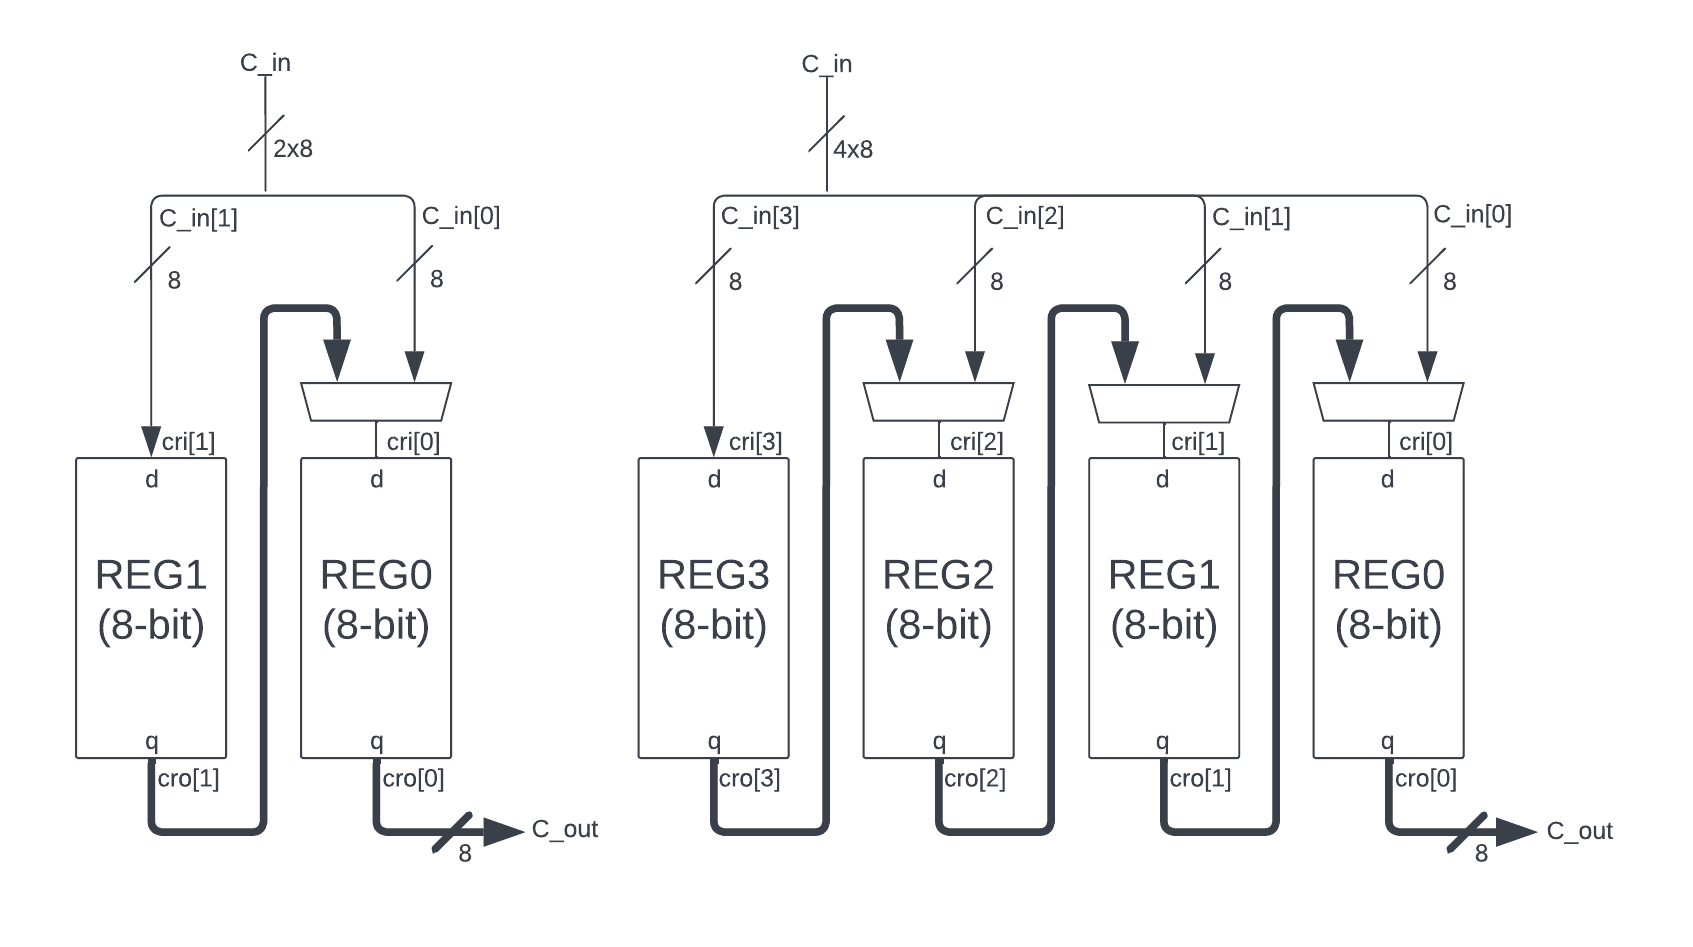 C_in
2x8
C_in[1]
C_in[0]
8
8
cri[1]
cri[0]
d
d
REG1
(8-bit)
REG0
(8-bit)
q
q
cro[1]
cro[0]
C_out
8
C_in
4x8
C_in[3]
C_in[2]
C_in[1]
C_in[0]
8
8
8
8
cri[3]
cri[2]
cri[1]
cri[0]
d
d
d
d
REG3
(8-bit)
REG2
(8-bit)
REG1
(8-bit)
REG0
(8-bit)
q
q
q
q
cro[3]
cro[2]
cro[1]
cro[0]
C_out
8